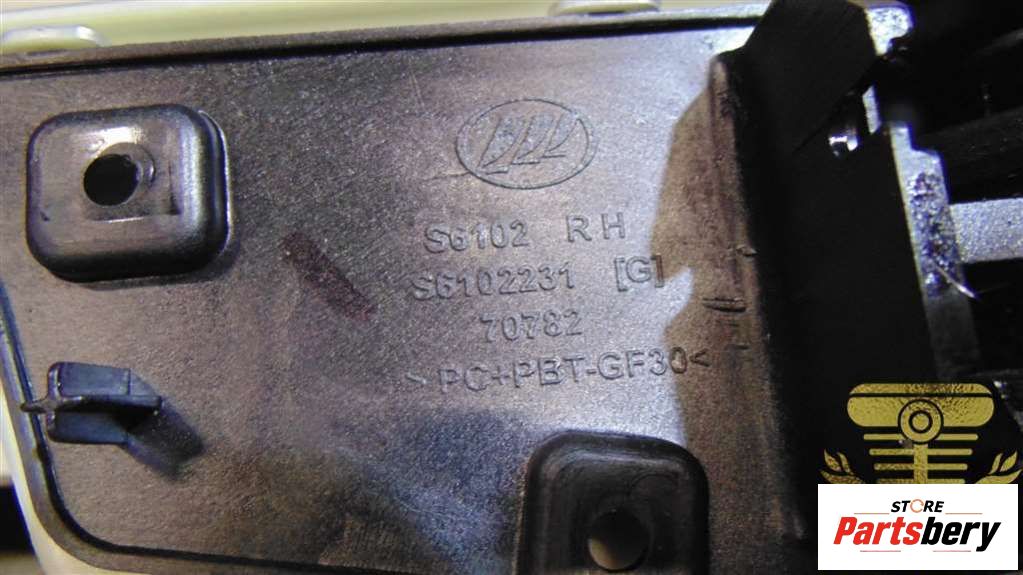 S6102 RH
S6102231 [G]
70782
>PC+PBT-GF30<
STORE
Partsbery